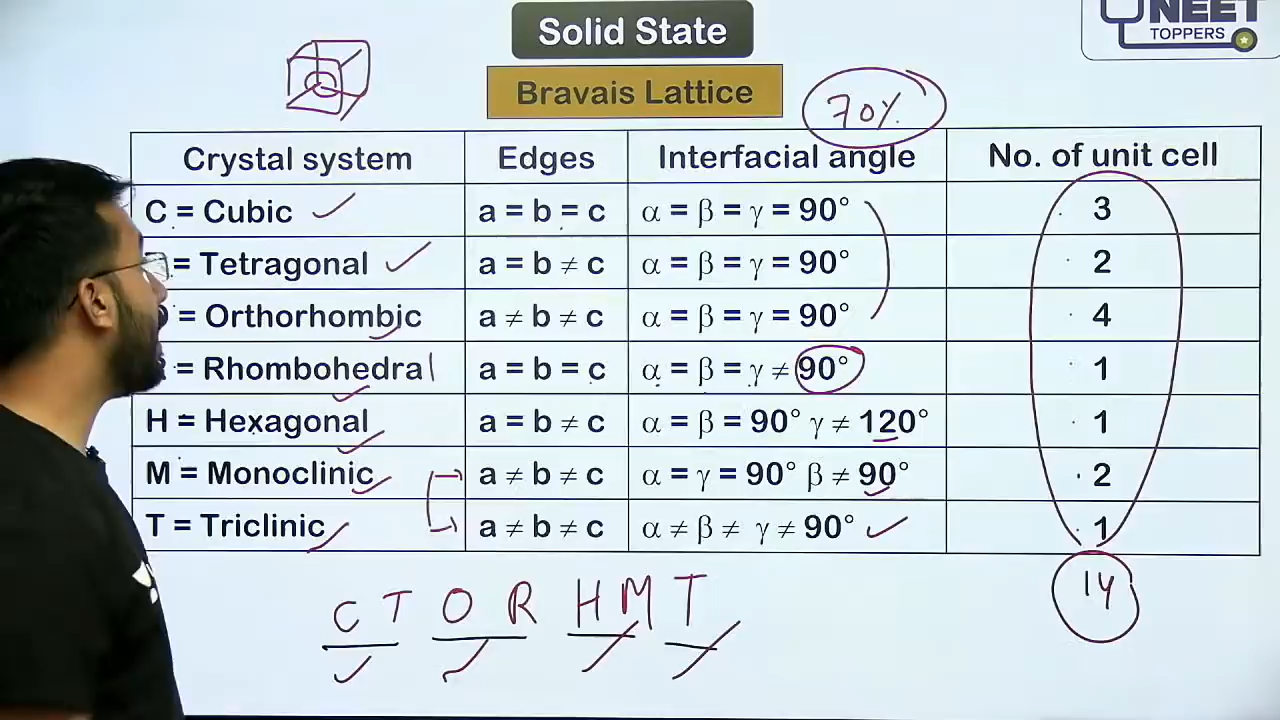 Solid State
NEET
TOPPERS
Bravais Lattice
70%
Crystal system Edges Interfacial angle No. of unit cell
C = Cubic a = b = c α = β = γ = 90° 3
= Tetragonal a = b ≠ c α = β = γ = 90° 2
= Orthorhombic a ≠ b ≠ c α = β = γ = 90° 4
= Rhombohedral a = b = c α = β = γ ≠ 90° 1
H = Hexagonal a = b ≠ c α = β = 90° γ ≠ 120° 1
M = Monoclinic a ≠ b ≠ c α = γ = 90° β ≠ 90° 2
T = Triclinic a ≠ b ≠ c α ≠ β ≠ γ ≠ 90° 1
C T O R H M T
14